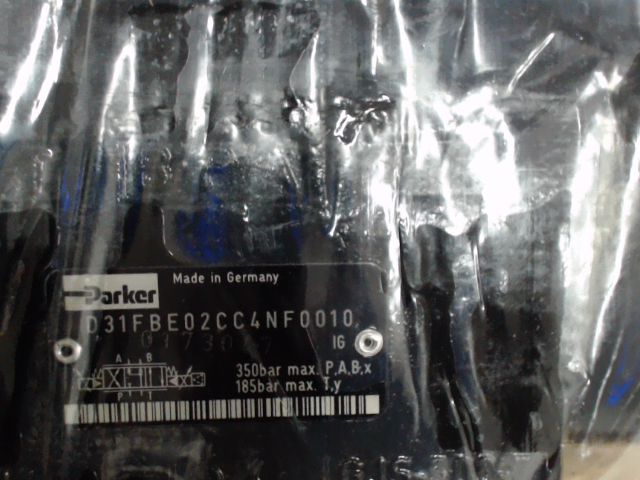 Made in Germany
Parker
D31FBE02CC4NF0010
IG
A B
350bar max. P,A,B,x
P T
185bar max. T,y